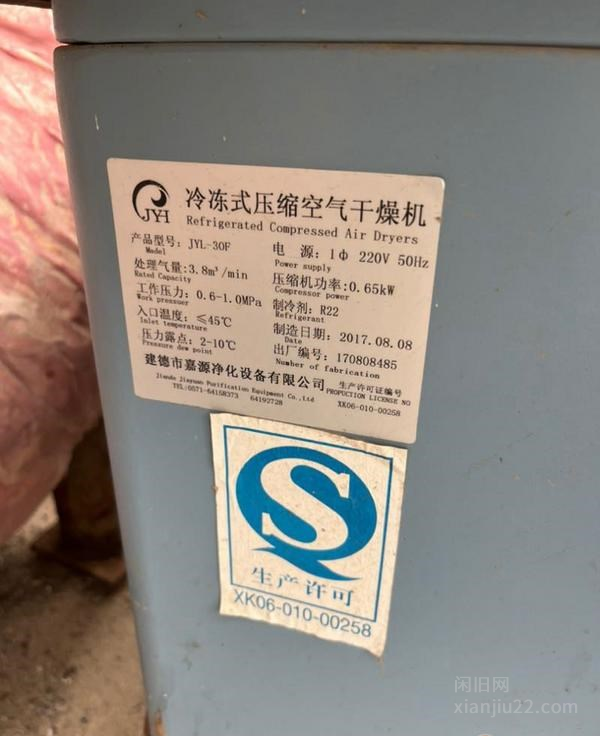 JYH
冷冻式压缩空气干燥机
Refrigerated Compressed Air Dryers
产品型号: JYL-30F
Model
电 源: 1Φ 220V 50Hz
Power supply
处理气量: 3.8m³/min
Rated Capacity
压缩机功率: 0.65kW
Compressor power
工作压力: 0.6-1.0MPa
Work pressuer
制冷剂: R22
Refrigerant
入口温度: ≤45℃
Inlet temperature
制造日期: 2017.08.08
Date
压力露点: 2-10℃
Pressure dew point
出厂编号: 170808485
Number of fabrication
建德市嘉源净化设备有限公司
Jiande Jiayuan Purification Equipment Co.,Ltd
TEL:0571-64158373 64192728
生产许可证编号
PROPUCTION LICENSE NO
XK06-010-00258
S
生产许可
XK06-010-00258
闲旧网
xianjiu22.com